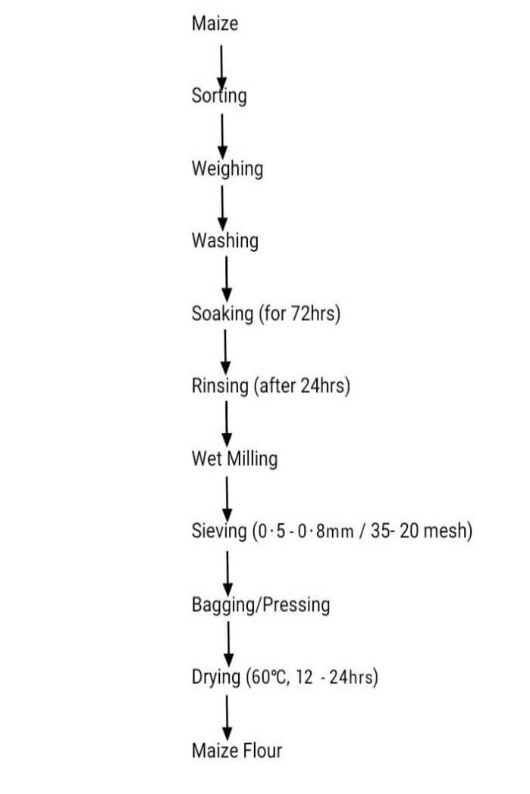 Maize
Sorting
Weighing
Washing
Soaking (for 72hrs)
Rinsing (after 24hrs)
Wet Milling
Sieving (0·5 - 0·8mm / 35- 20 mesh)
Bagging/Pressing
Drying (60℃, 12 - 24hrs)
Maize Flour